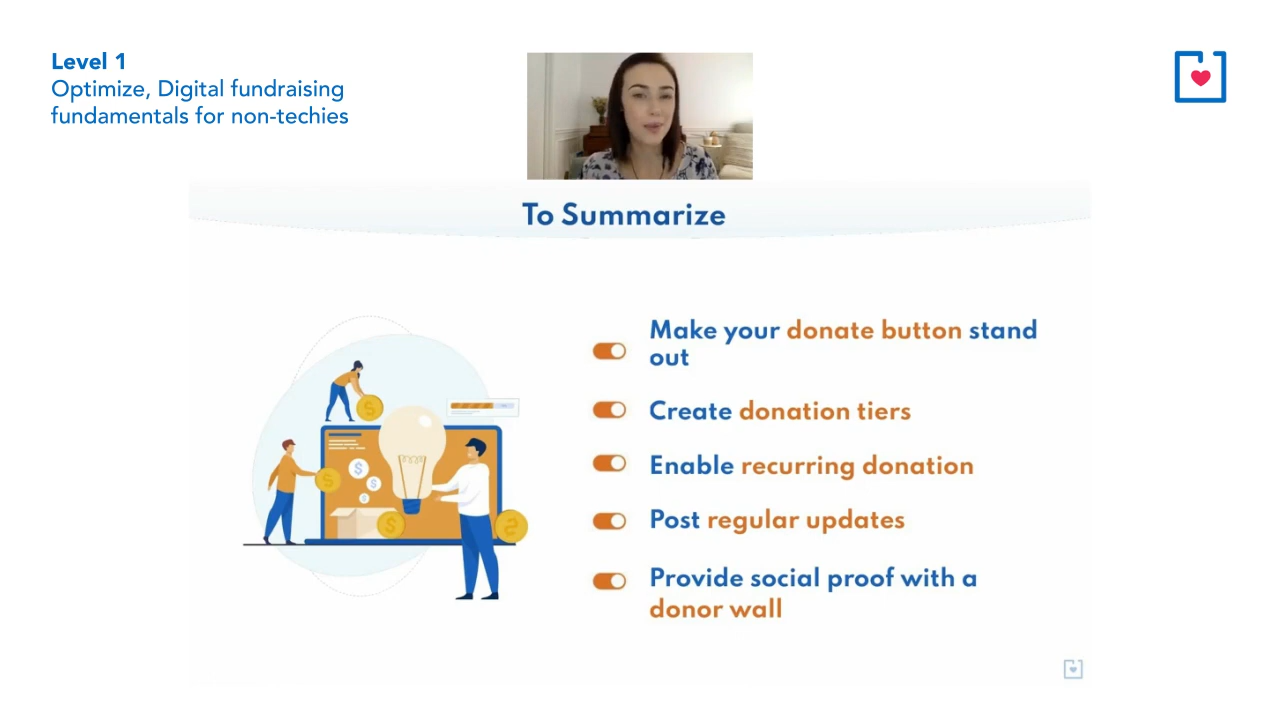 Level 1
Optimize, Digital fundraising
fundamentals for non-techies
To Summarize
Make your donate button stand
out
Create donation tiers
Enable recurring donation
Post regular updates
Provide social proof with a
donor wall
$
$
$
$
$
$